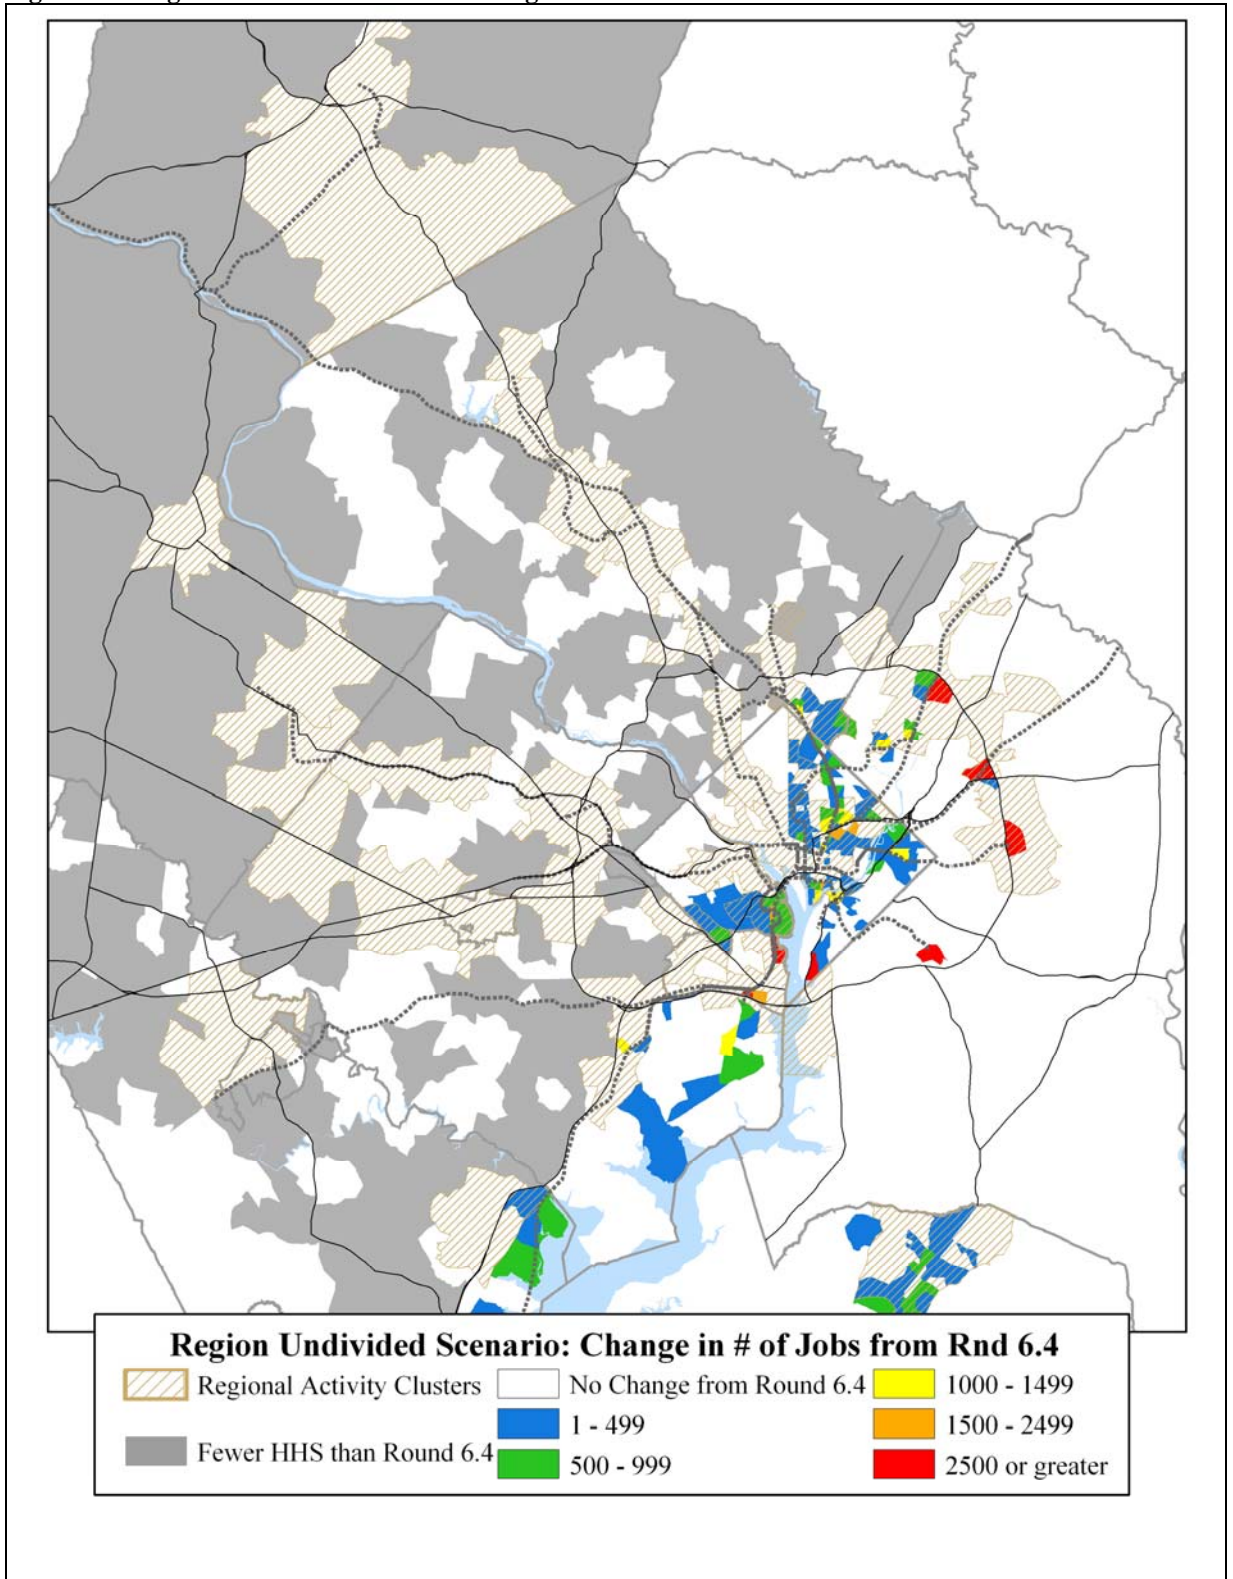 Region Undivided Scenario: Change in # of Jobs from Rnd 6.4
Regional Activity Clusters
No Change from Round 6.4
1000 - 1499
1 - 499
1500 - 2499
Fewer HHS than Round 6.4
500 - 999
2500 or greater